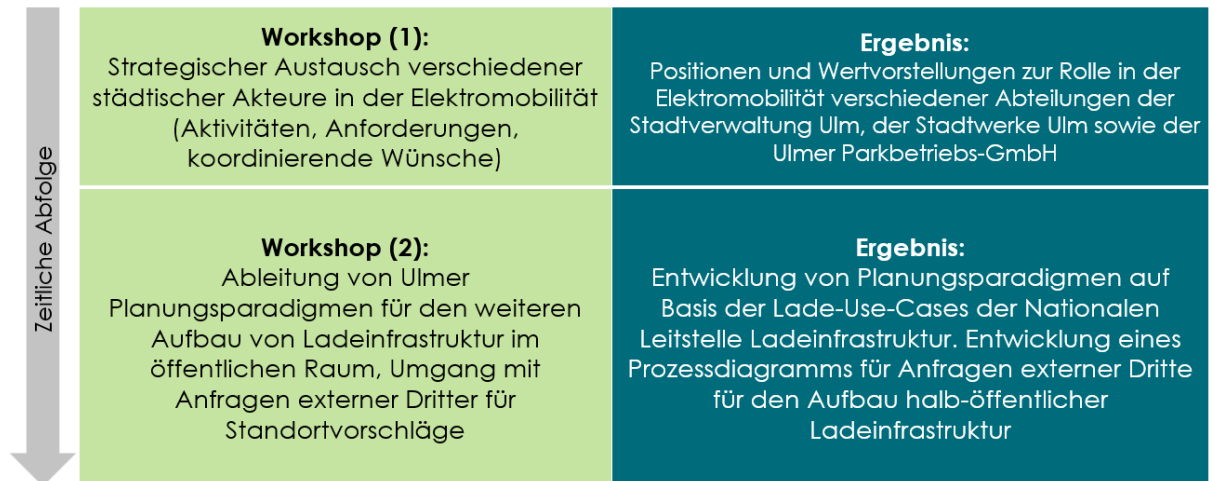 Zeitliche Abfolge
Workshop (1):
Strategischer Austausch verschiedener
städtischer Akteure in der Elektromobilität
(Aktivitäten, Anforderungen,
koordinierende Wünsche)
Ergebnis:
Positionen und Wertvorstellungen zur Rolle in der
Elektromobilität verschiedener Abteilungen der
Stadtverwaltung Ulm, der Stadtwerke Ulm sowie der
Ulmer Parkbetriebs-GmbH
Workshop (2):
Ableitung von Ulmer
Planungsparadigmen für den weiteren
Aufbau von Ladeinfrastruktur im
öffentlichen Raum, Umgang mit
Anfragen externer Dritter für
Standortvorschläge
Ergebnis:
Entwicklung von Planungsparadigmen auf
Basis der Lade-Use-Cases der Nationalen
Leitstelle Ladeinfrastruktur. Entwicklung eines
Prozessdiagramms für Anfragen externer Dritte
für den Aufbau halb-öffentlicher
Ladeinfrastruktur